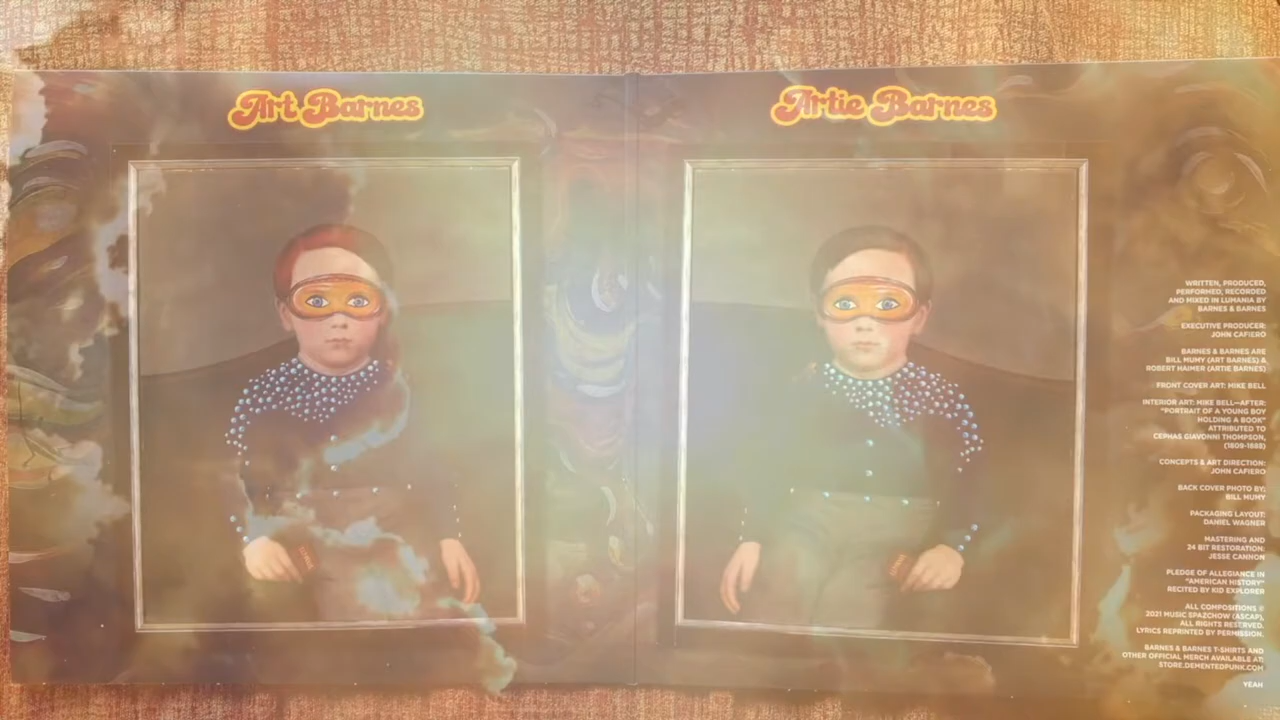 Art Barnes
Artie Barnes
WRITTEN, PRODUCED,
PERFORMED, RECORDED
AND MIXED IN LUMANIA BY
BARNES & BARNES
EXECUTIVE PRODUCER:
JOHN CAFIERO
BARNES & BARNES ARE
BILL MUMY (ART BARNES) &
ROBERT HAIMER (ARTIE BARNES)
FRONT COVER ART: MIKE BELL
INTERIOR ART: MIKE BELL—AFTER:
"PORTRAIT OF A YOUNG BOY
HOLDING A BOOK"
ATTRIBUTED TO
CEPHAS GIAVONNI THOMPSON,
(1809-1888)
CONCEPTS & ART DIRECTION:
JOHN CAFIERO
BACK COVER PHOTO BY:
BILL MUMY
PACKAGING LAYOUT:
DANIEL WAGNER
MASTERING AND
24 BIT RESTORATION:
JESSE CANNON
PLEDGE OF ALLEGIANCE IN
"AMERICAN HISTORY"
RECITED BY KID EXPLORER
ALL COMPOSITIONS ©
2021 MUSIC SPAZCHOW (ASCAP),
ALL RIGHTS RESERVED.
LYRICS REPRINTED BY PERMISSION.
BARNES & BARNES T-SHIRTS AND
OTHER OFFICIAL MERCH AVAILABLE AT:
STORE.DEMENTEDPUNK.COM
YEAH